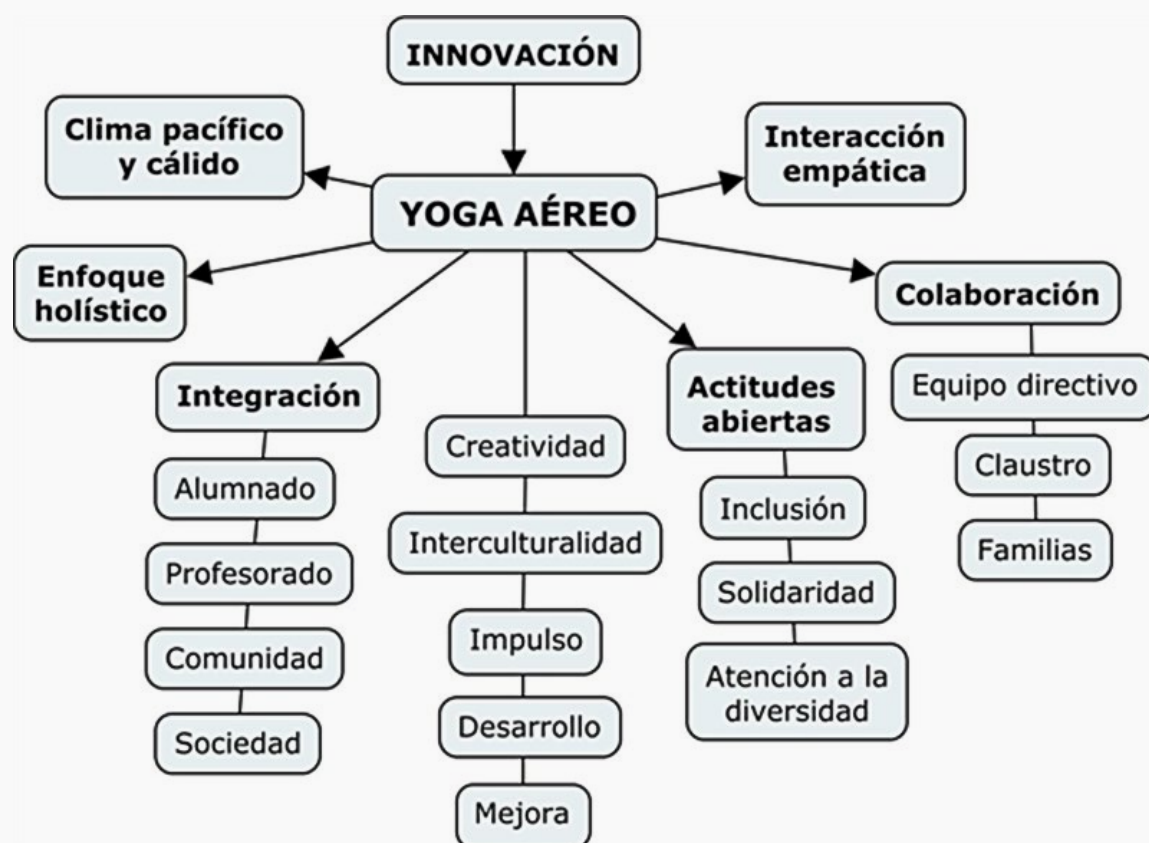 INNOVACIÓN
Clima pacífico
y cálido
Interacción
empática
YOGA AÉREO
Enfoque
holístico
Colaboración
Equipo directivo
Claustro
Familias
Integración
Alumnado
Profesorado
Comunidad
Sociedad
Creatividad
Interculturalidad
Impulso
Desarrollo
Mejora
Actitudes
abiertas
Inclusión
Solidaridad
Atención a la
diversidad